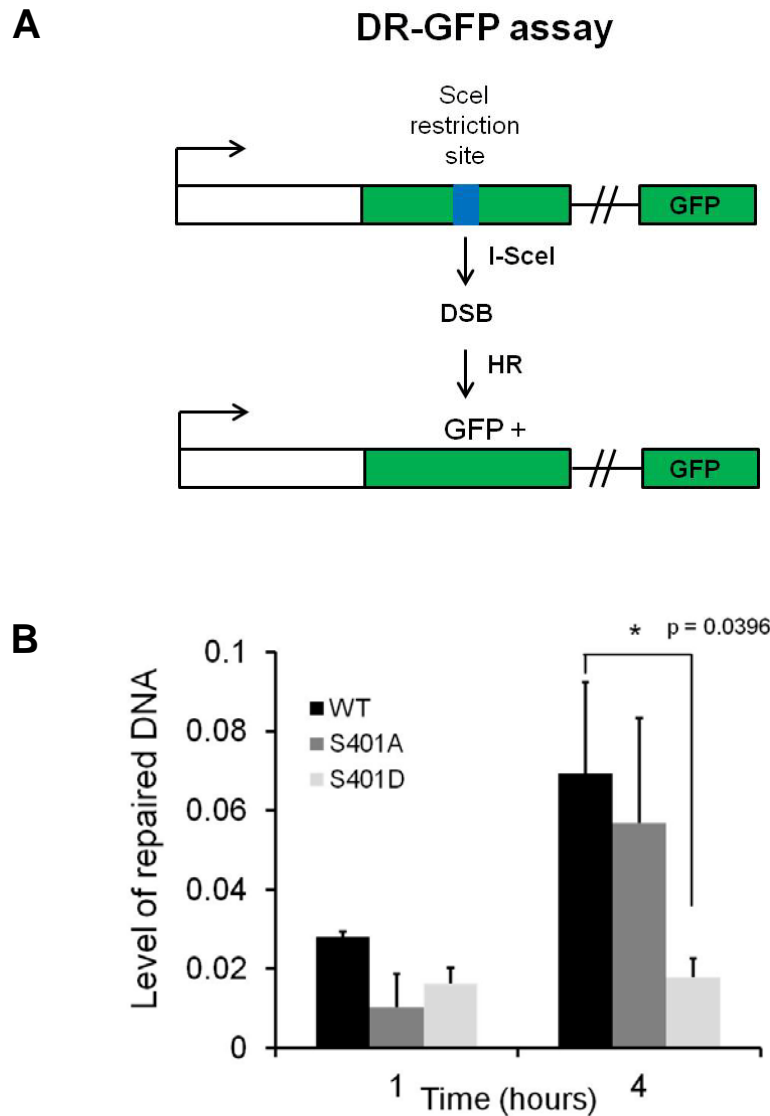 A
DR-GFP assay
SceI
restriction
site
GFP
I-SceI
DSB
HR
GFP +
GFP
B
* p = 0.0396
0.1
0.08
0.06
0.04
0.02
0
Level of repaired DNA
WT
S401A
S401D
1
4
Time (hours)